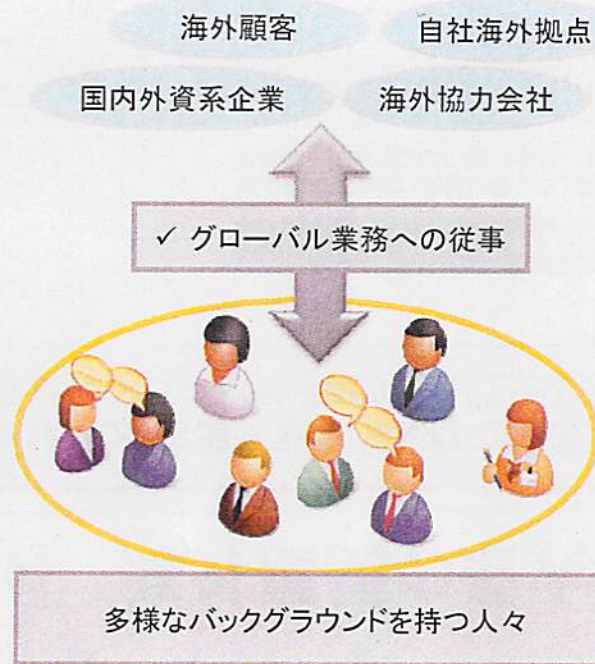 海外顧客
自社海外拠点
国内外資系企業
海外協力会社
✓ グローバル業務への従事
多様なバックグラウンドを持つ人々